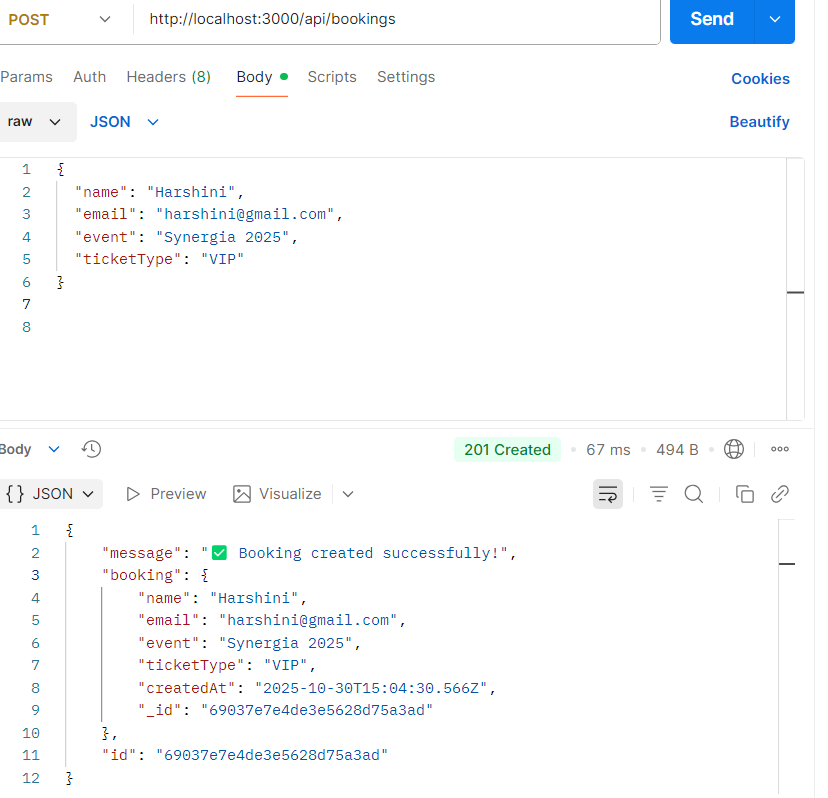 POST http://localhost:3000/api/bookings Send
Params Auth Headers (8) Body Scripts Settings Cookies
raw JSON Beautify
1 {
2 "name": "Harshini",
3 "email": "harshini@gmail.com",
4 "event": "Synergia 2025",
5 "ticketType": "VIP"
6 }
7
8
Body 201 Created 67 ms 494 B
{} JSON Preview Visualize
1 {
2 "message": "✅ Booking created successfully!",
3 "booking": {
4 "name": "Harshini",
5 "email": "harshini@gmail.com",
6 "event": "Synergia 2025",
7 "ticketType": "VIP",
8 "createdAt": "2025-10-30T15:04:30.566Z",
9 "_id": "69037e7e4de3e5628d75a3ad"
10 },
11 "id": "69037e7e4de3e5628d75a3ad"
12 }